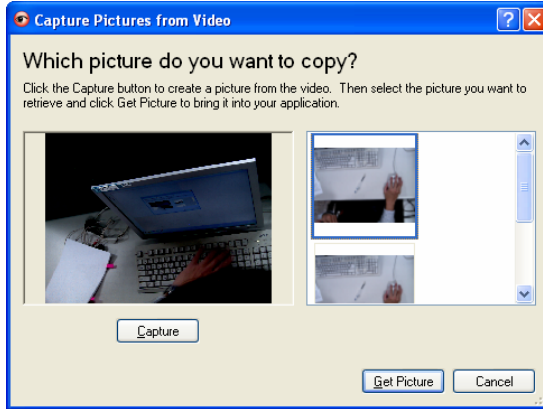 Capture Pictures from Video
Which picture do you want to copy?
Click the Capture button to create a picture from the video. Then select the picture you want to
retrieve and click Get Picture to bring it into your application.
Capture
Get Picture
Cancel